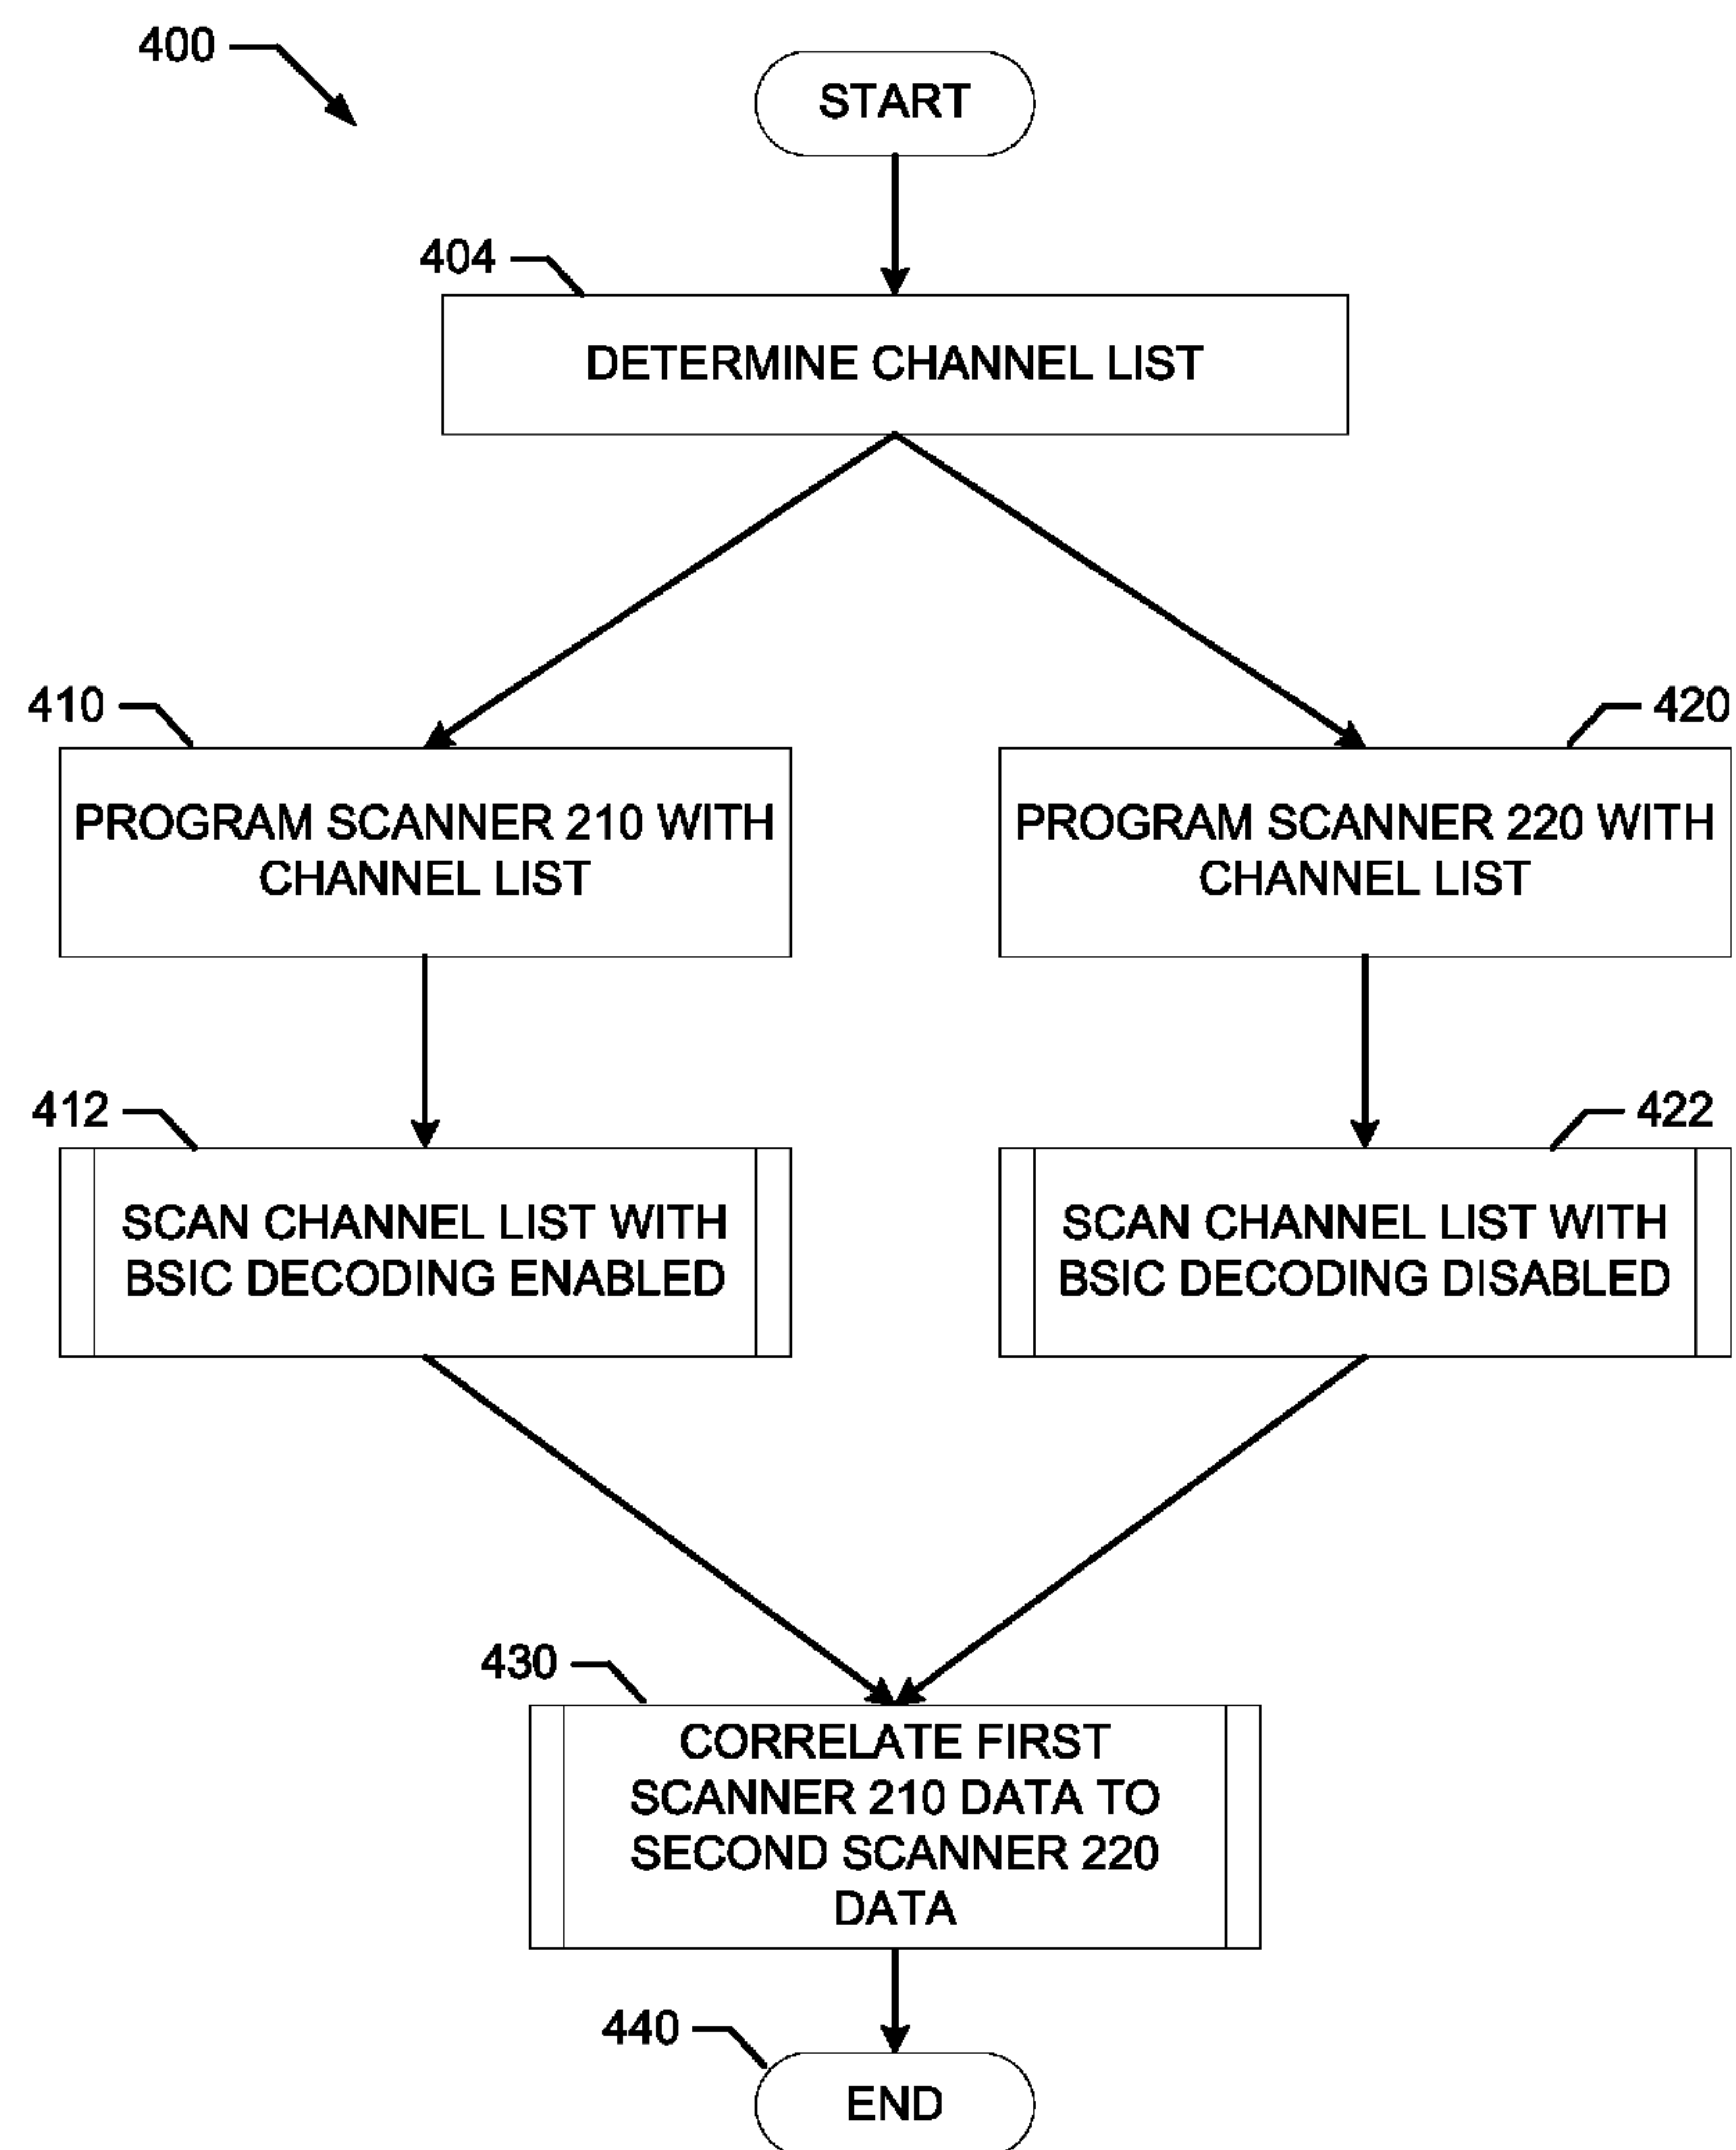 400
START
404
DETERMINE CHANNEL LIST
410
420
PROGRAM SCANNER 210 WITH
CHANNEL LIST
PROGRAM SCANNER 220 WITH
CHANNEL LIST
412
422
SCAN CHANNEL LIST WITH
BSIC DECODING ENABLED
SCAN CHANNEL LIST WITH
BSIC DECODING DISABLED
430
CORRELATE FIRST
SCANNER 210 DATA TO
SECOND SCANNER 220
DATA
440
END